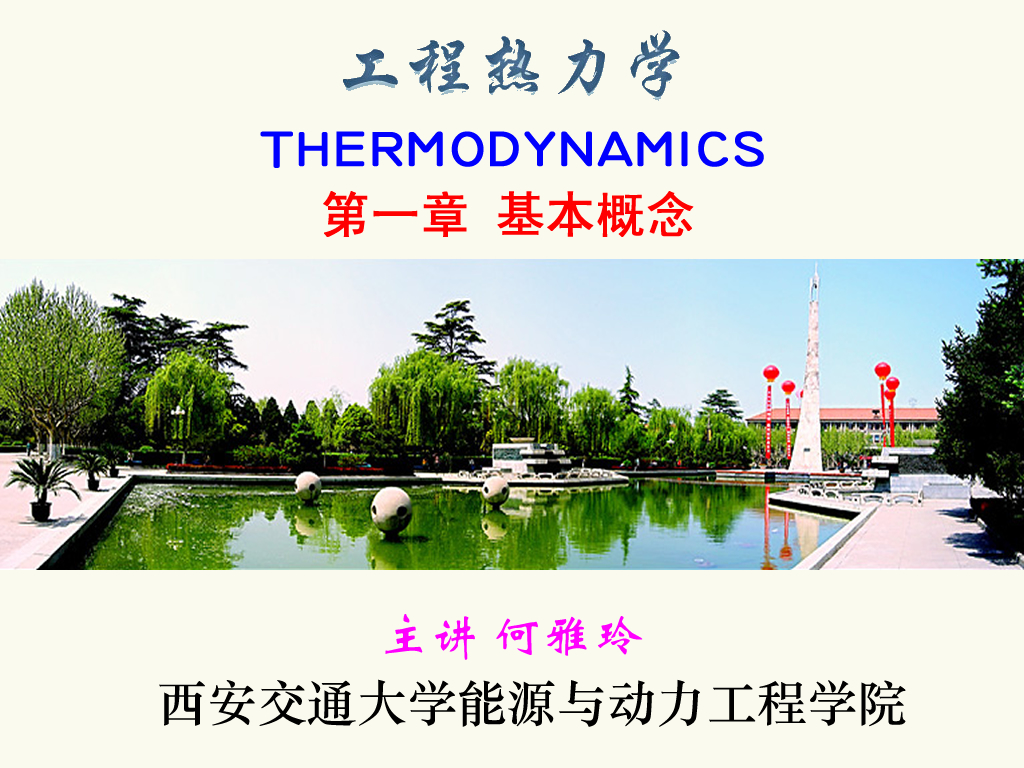 工程热力学
THERMODYNAMICS
第一章 基本概念
主讲 何雅玲
西安交通大学能源与动力工程学院